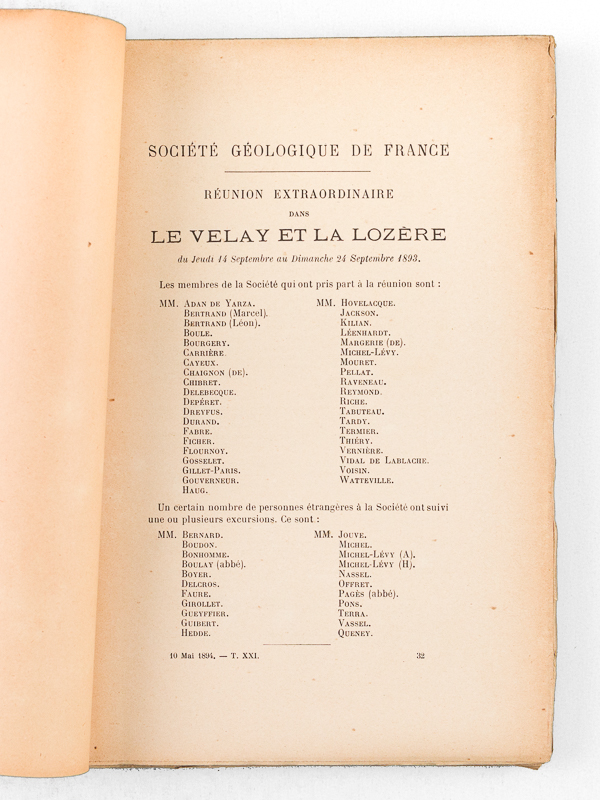 SOCIÉTÉ GÉOLOGIQUE DE FRANCE
RÉUNION EXTRAORDINAIRE
DANS
LE VELAY ET LA LOZÈRE
du Jeudi 14 Septembre au Dimanche 24 Septembre 1893.
Les membres de la Société qui ont pris part à la réunion sont :
MM. Adan de Yarza.
Bertrand (Marcel).
Bertrand (Léon).
Boule.
Bourgery.
Carrière.
Cayeux.
Chaignon (de).
Chibret.
Delebecque.
Depéret.
Dreyfus.
Durand.
Fabre.
Ficher.
Flournoy.
Gosselet.
Gillet-Paris.
Gouverneur.
Haug.
MM. Hovelacque.
Jackson.
Kilian.
Léenhardt.
Margerie (de).
Michel-Lévy.
Mouret.
Pellat.
Raveneau.
Reymond.
Riche.
Tabuteau.
Tardy.
Termier.
Thiéry.
Vernière.
Vidal de Lablache.
Voisin.
Watteville.
Un certain nombre de personnes étrangères à la Société ont suivi
une ou plusieurs excursions. Ce sont :
MM. Bernard.
Boudon.
Bonhomme.
Boulay (abbé).
Boyer.
Delcros.
Faure.
Girollet.
Gueyffier.
Guibert.
Hedde.
MM. Jouve.
Michel.
Michel-Lévy (A).
Michel-Lévy (H).
Nassel.
Offret.
Pagès (abbé).
Pons.
Terra.
Vassel.
Queney.
10 Mai 1894. — T. XXI. 32